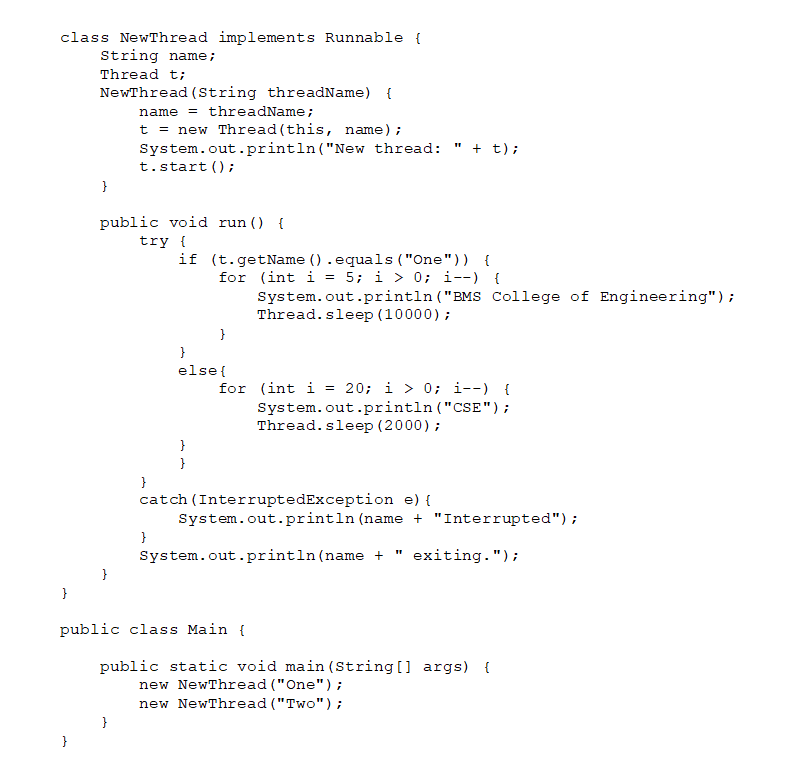 class NewThread implements Runnable {
    String name;
    Thread t;
    NewThread(String threadName) {
        name = threadName;
        t = new Thread(this, name);
        System.out.println("New thread: " + t);
        t.start();
    }

    public void run() {
        try {
            if (t.getName().equals("One")) {
                for (int i = 5; i > 0; i--) {
                    System.out.println("BMS College of Engineering");
                    Thread.sleep(10000);
                }
            }
            else{
                for (int i = 20; i > 0; i--) {
                    System.out.println("CSE");
                    Thread.sleep(2000);
            }
            }
        }
        catch(InterruptedException e){
            System.out.println(name + "Interrupted");
        }
        System.out.println(name + " exiting.");
    }
}

public class Main {

    public static void main(String[] args) {
        new NewThread("One");
        new NewThread("Two");
    }
}